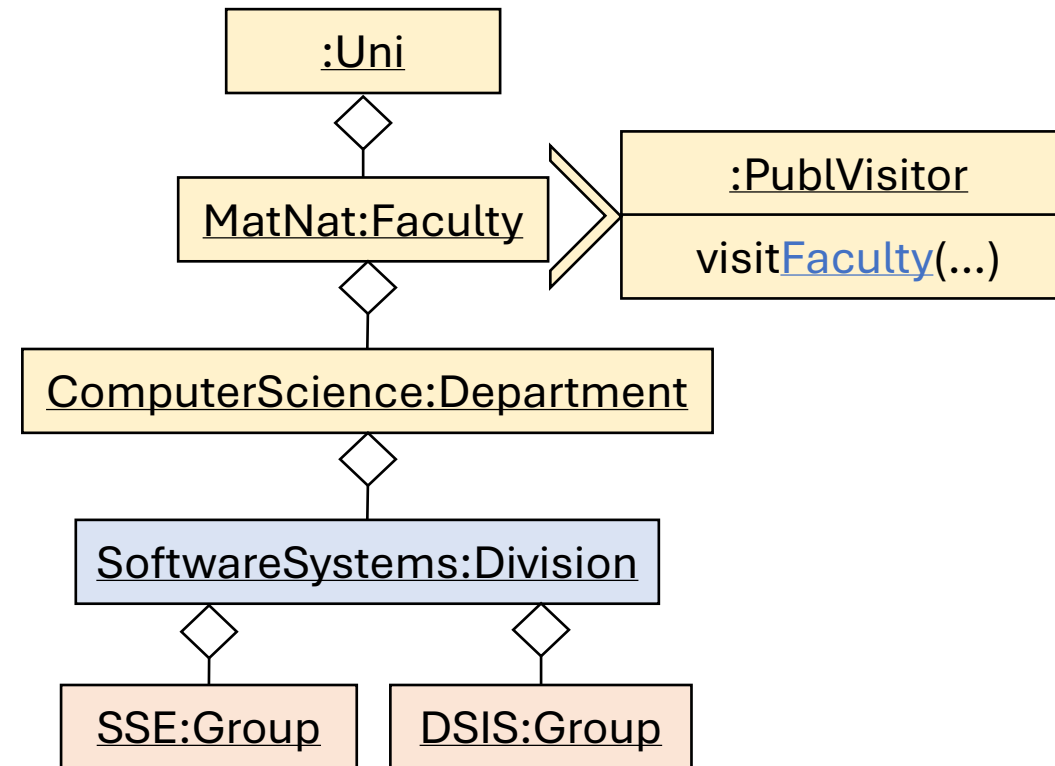 :Uni
MatNat:Faculty
:PublVisitor
visitFaculty(...)
ComputerScience:Department
SoftwareSystems:Division
SSE:Group
DSIS:Group